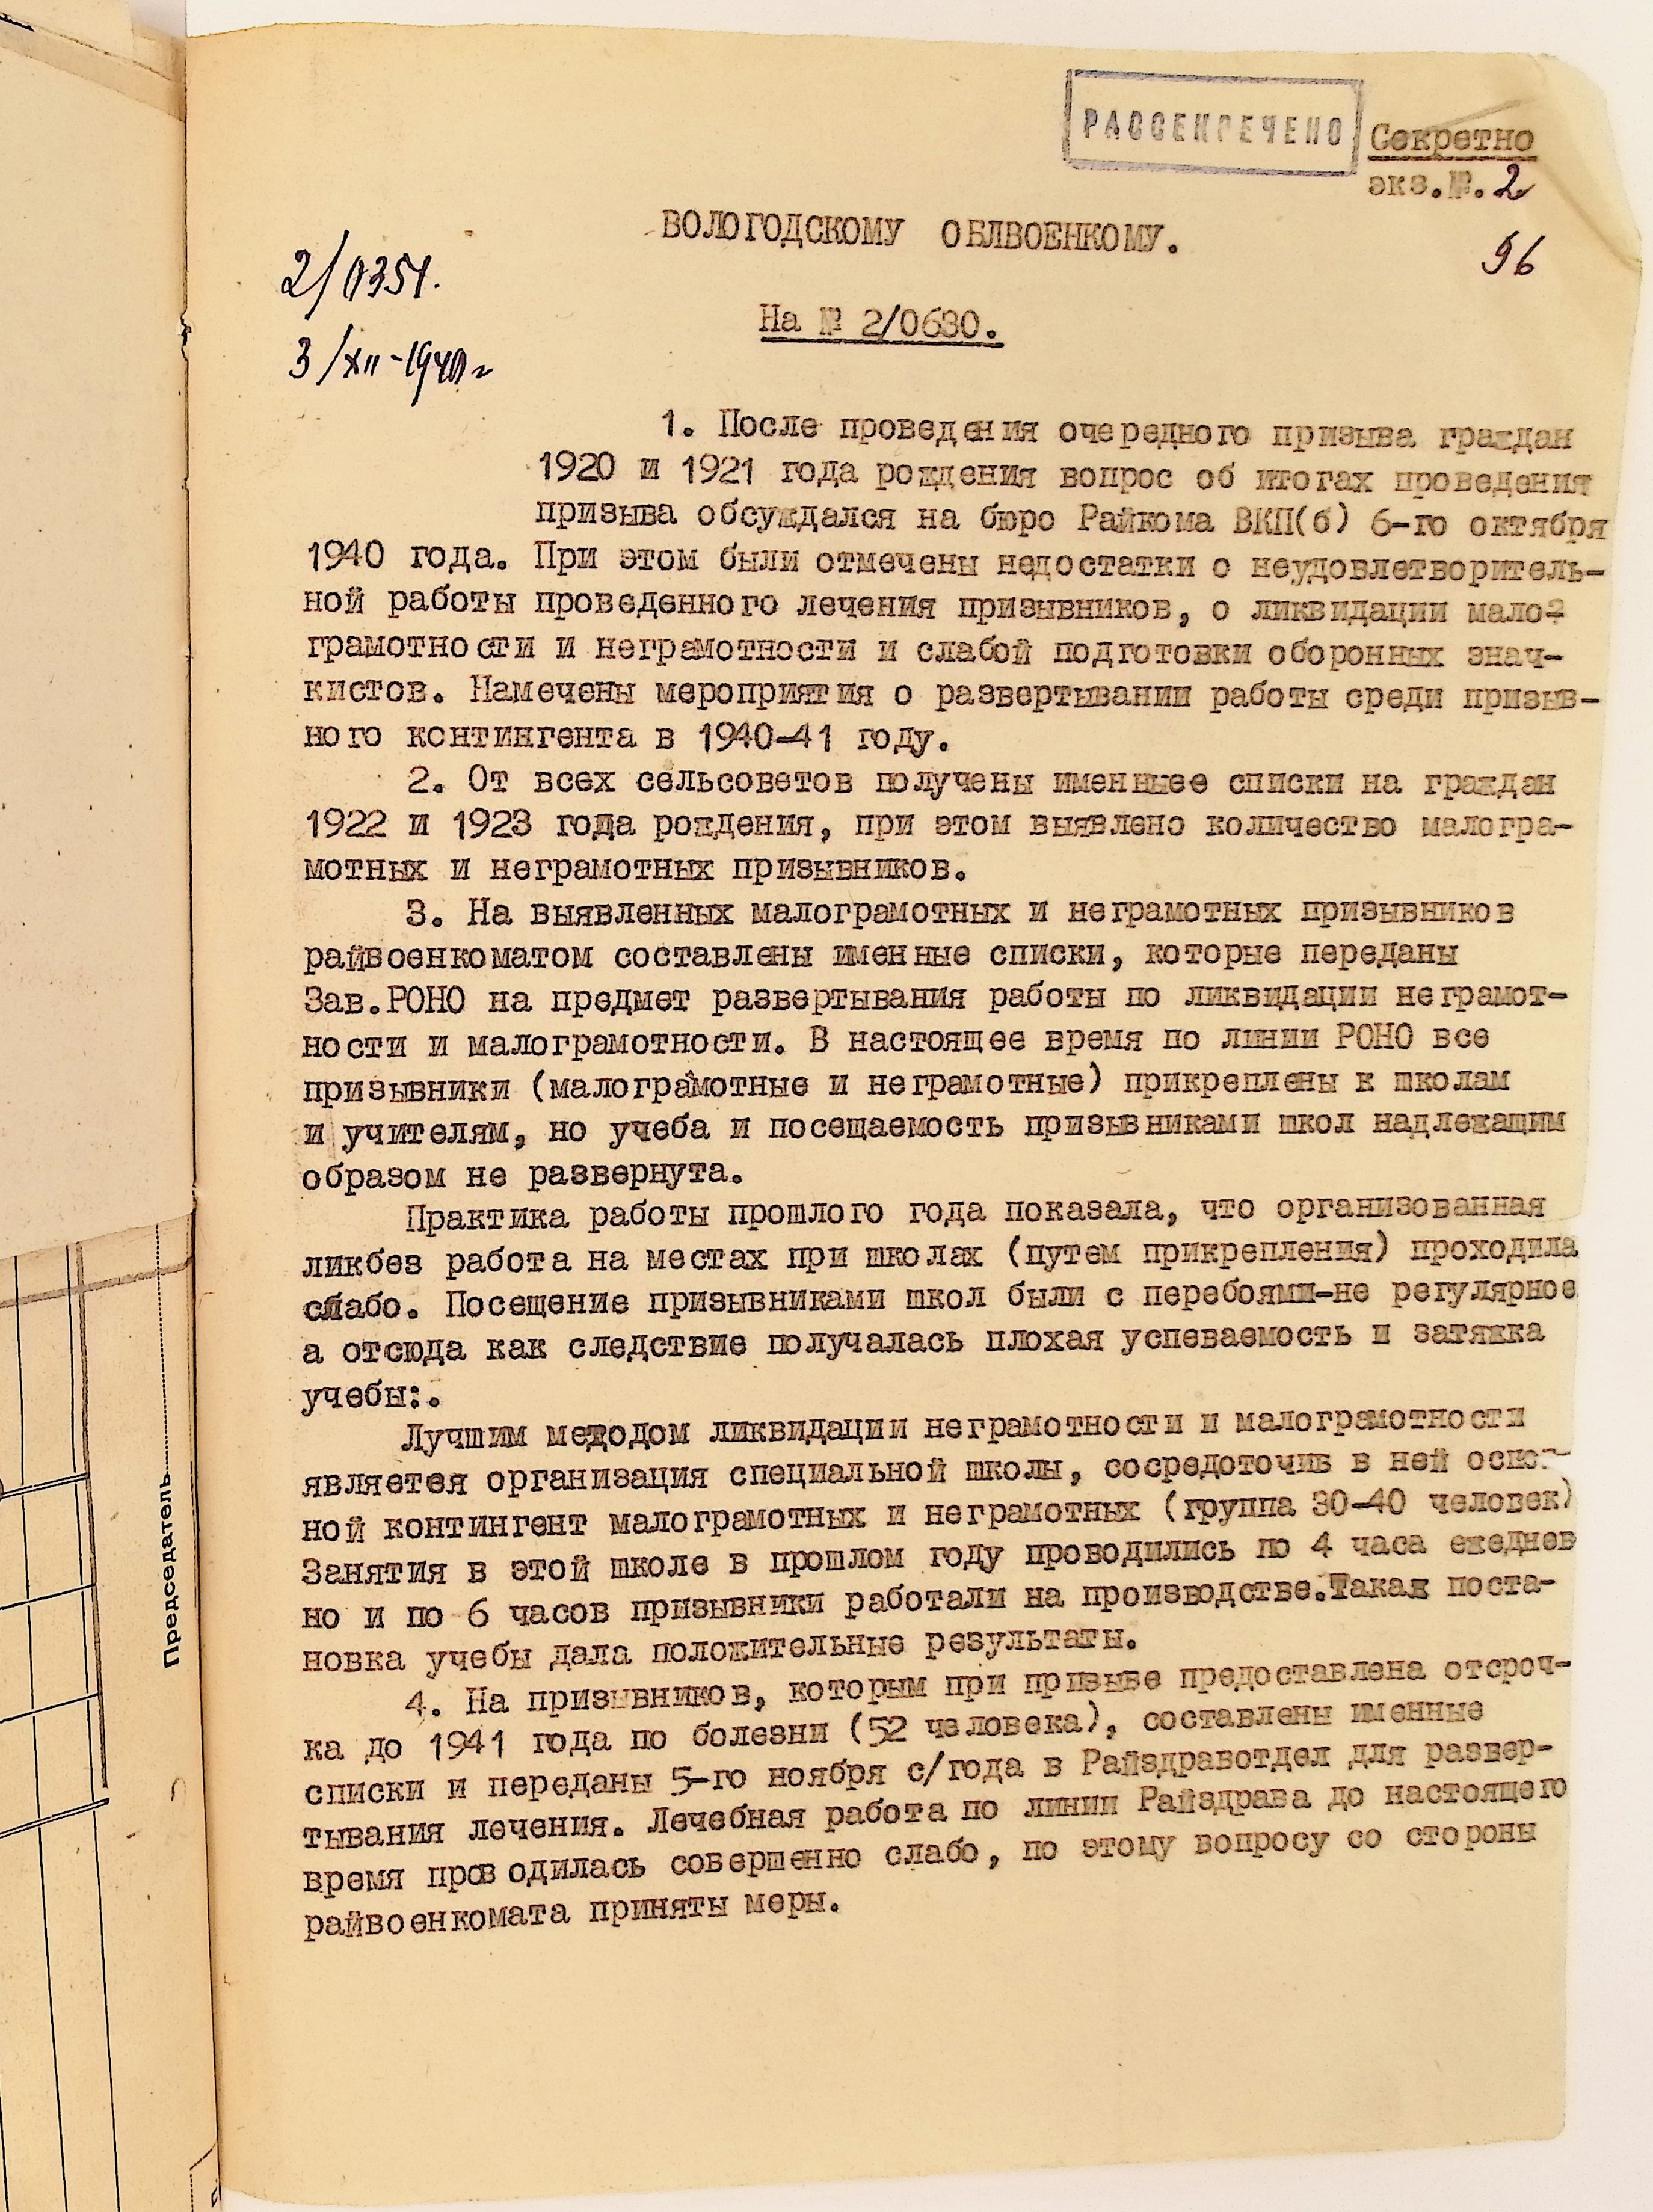 РАССЕКРЕЧЕНО
Секретно
экз.№.2
96
ВОЛОГОДСКОМУ ОБЛВОЕНКОМУ.
2/0351.
3/XII-1940 г
На № 2/0630.
1. После проведения очередного призыва граждан
1920 и 1921 года рождения вопрос об итогах проведения
призыва обсуждался на бюро Райкома ВКП(б) 6-го октября
1940 года. При этом были отмечены недостатки о неудовлетворитель-
ной работы проведенного лечения призывников, о ликвидации мало-
грамотности и неграмотности и слабой подготовки оборонных знач-
кистов. Намечены мероприятия о развертывании работы среди призыв-
ного контингента в 1940-41 году.
2. От всех сельсоветов получены именныее списки на граждан
1922 и 1923 года рождения, при этом выявлено количество малогра-
мотных и неграмотных призывников.
3. На выявленных малограмотных и неграмотных призывников
райвоенкоматом составлены именные списки, которые переданы
Зав.РОНО на предмет развертывания работы по ликвидации неграмот-
ности и малограмотности. В настоящее время по линии РОНО все
призывники (малограмотные и неграмотные) прикреплены к школам
и учителям, но учеба и посещаемость призывниками школ надлежащим
образом не развернута.
Практика работы прошлого года показала, что организованная
ликбез работа на местах при школах (путем прикрепления) проходила
слабо. Посещение призывниками школ были с перебоями-не регулярное
а отсюда как следствие получалась плохая успеваемость и затяжка
учебы:.
Лучшим методом ликвидации неграмотности и малограмотности
является организация специальной школы, сосредоточив в ней основ-
ной контингент малограмотных и неграмотных (группа 30-40 человек)
Занятия в этой школе в прошлом году проводились по 4 часа ежеднев
но и по 6 часов призывники работали на производстве.Такая поста-
новка учебы дала положительные результаты.
4. На призывников, которым при призыве предоставлена отсроч-
ка до 1941 года по болезни (52 человека), составлены именные
списки и переданы 5-го ноября с/года в Райздравотдел для развер-
тывания лечения. Лечебная работа по линии Райздрава до настоящего
время проводилась совершенно слабо, по этому вопросу со стороны
райвоенкомата приняты меры.
Председатель